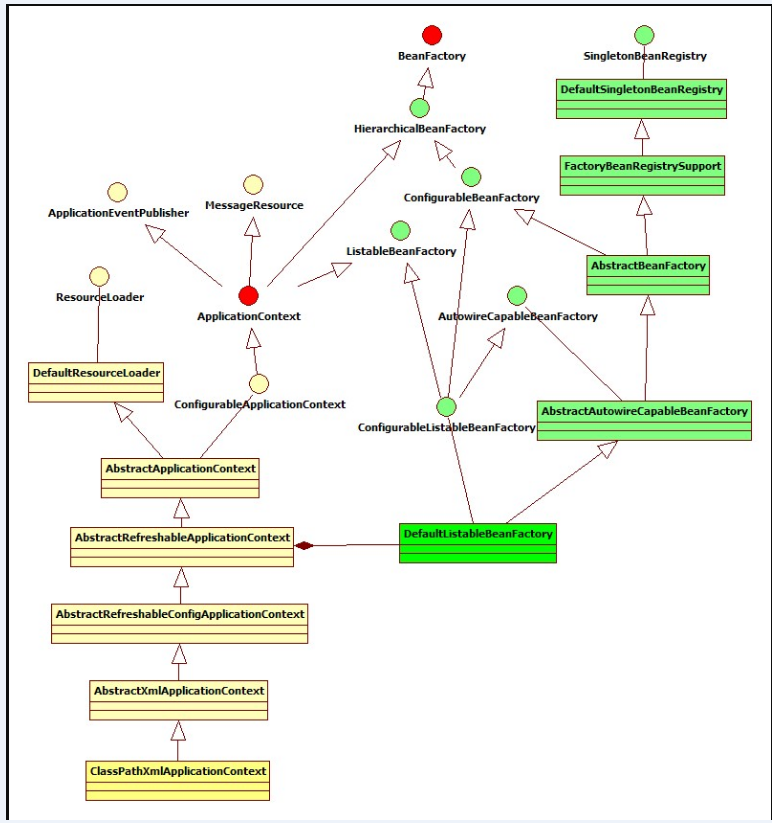 BeanFactory
SingletonBeanRegistry
DefaultSingletonBeanRegistry
HierarchicalBeanFactory
FactoryBeanRegistrySupport
MessageResource
ConfigurableBeanFactory
ApplicationEventPublisher
ListableBeanFactory
AbstractBeanFactory
ResourceLoader
ApplicationContext
AutowireCapableBeanFactory
DefaultResourceLoader
ConfigurableApplicationContext
AbstractAutowireCapableBeanFactory
ConfigurableListableBeanFactory
AbstractApplicationContext
AbstractRefreshableApplicationContext
DefaultListableBeanFactory
AbstractRefreshableConfigApplicationContext
AbstractXmlApplicationContext
ClassPathXmlApplicationContext